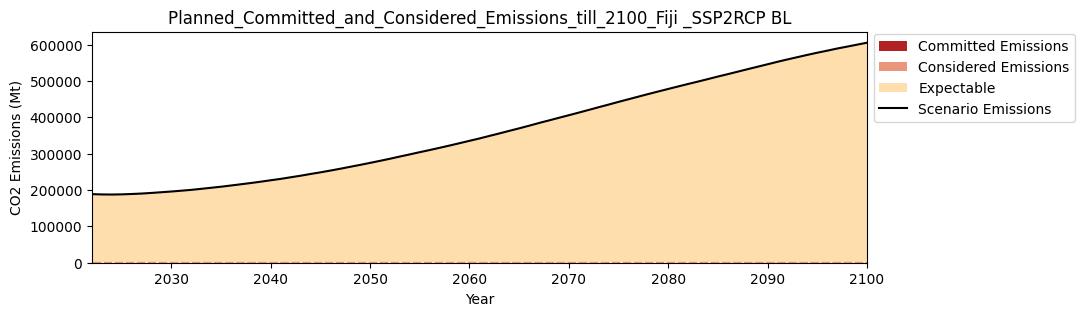 Planned_Committed_and_Considered_Emissions_till_2100_Fiji _SSP2RCP BL
CO2 Emissions (Mt)
600000
500000
400000
300000
200000
100000
0
2030 2040 2050 2060 2070 2080 2090 2100
Year
Committed Emissions
Considered Emissions
Expectable
Scenario Emissions